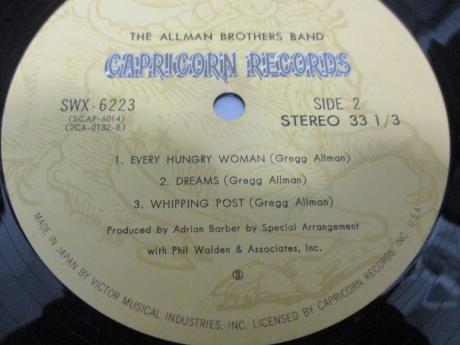 THE ALLMAN BROTHERS BAND
CAPRICORN RECORDS
SWX-6223
(SCAP-6014)
(2CX-0132-B)
SIDE 2
STEREO 33 1/3
1. EVERY HUNGRY WOMAN (Gregg Allman)
2. DREAMS (Gregg Allman)
3. WHIPPING POST (Gregg Allman)
Produced by Adrian Barber by Special Arrangement
with Phil Walden & Associates, Inc.
MADE IN JAPAN BY VICTOR MUSICAL INDUSTRIES, INC. LICENSED BY CAPRICORN RECORDS, INC. U.S.A